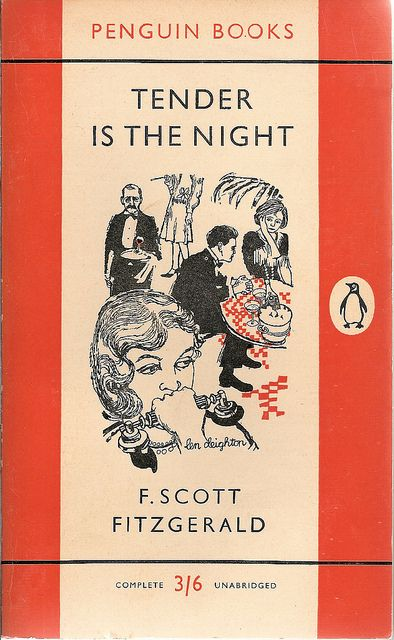 PENGUIN BOOKS
TENDER
IS THE NIGHT
len deighton
F. SCOTT
FITZGERALD
COMPLETE 3/6 UNABRIDGED